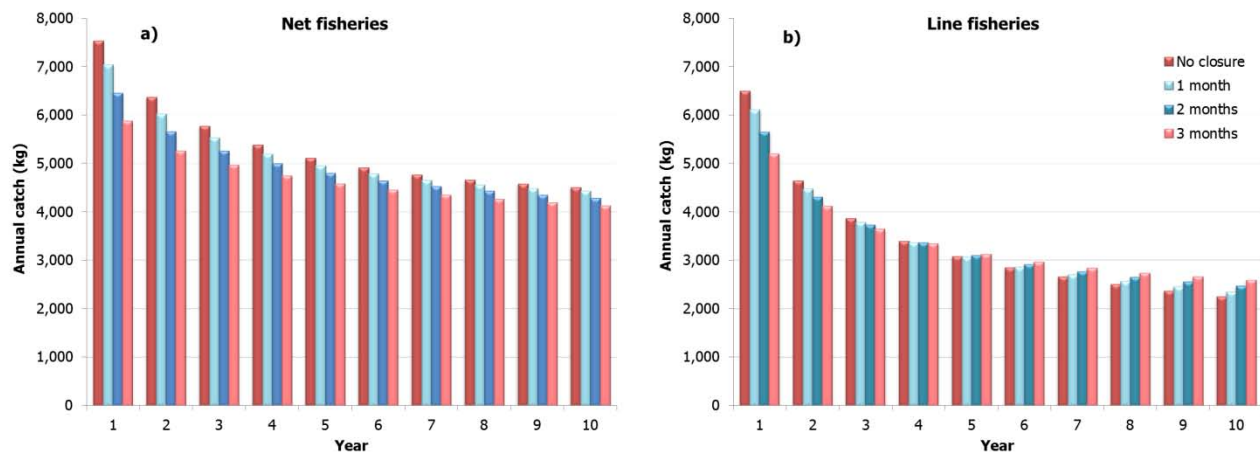 a)
Net fisheries
Annual catch (kg)
8,000
7,000
6,000
5,000
4,000
3,000
2,000
1,000
0
1 2 3 4 5 6 7 8 9 10
Year
b)
Line fisheries
Annual catch (kg)
8,000
7,000
6,000
5,000
4,000
3,000
2,000
1,000
0
1 2 3 4 5 6 7 8 9 10
Year
No closure
1 month
2 months
3 months